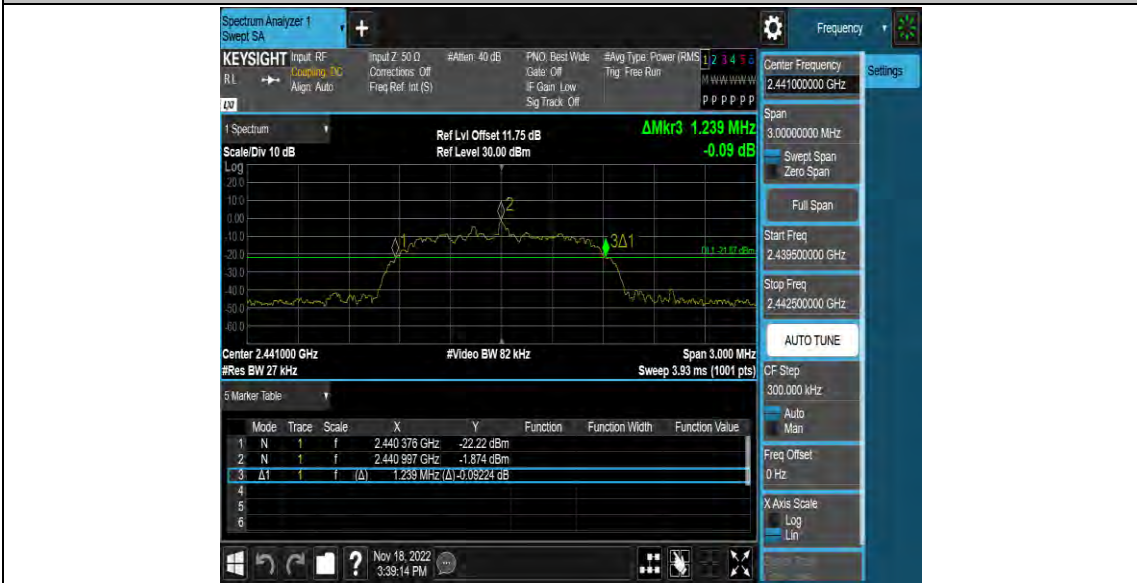 Spectrum Analyzer 1
Swept SA
+
Frequency
KEYSIGHT Input: RF
Coupling: DC
Align: Auto
RL
LXI
Input Z: 50 Ω
Corrections: Off
Freq Ref: Int (S)
#Atten: 40 dB
PNO: Best Wide
Gate: Off
IF Gain: Low
Sig Track: Off
#Avg Type: Power (RMS
Trig: Free Run
1 2 3 4 5 6
M W W W W W
P P P P P P
1 Spectrum
Scale/Div 10 dB
Ref Lvl Offset 11.75 dB
Ref Level 30.00 dBm
ΔMkr3 1.239 MHz
-0.09 dB
Log
20.0
10.0
0.00
-10.0
-20.0
-30.0
-40.0
-50.0
-60.0
1
2
3Δ1
DL1 -21.87 dBm
Center 2.441000 GHz
#Res BW 27 kHz
#Video BW 82 kHz
Span 3.000 MHz
Sweep 3.93 ms (1001 pts)
5 Marker Table
Mode Trace Scale X Y Function Function Width Function Value
1 N 1 f 2.440 376 GHz -22.22 dBm
2 N 1 f 2.440 997 GHz -1.874 dBm
3 Δ1 1 f (Δ) 1.239 MHz (Δ) -0.09224 dB
4
5
6
?
Nov 18, 2022
3:39:14 PM
Settings
Center Frequency
2.441000000 GHz
Span
3.00000000 MHz
Swept Span
Zero Span
Full Span
Start Freq
2.439500000 GHz
Stop Freq
2.442500000 GHz
AUTO TUNE
CF Step
300.000 kHz
Auto
Man
Freq Offset
0 Hz
X Axis Scale
Log
Lin